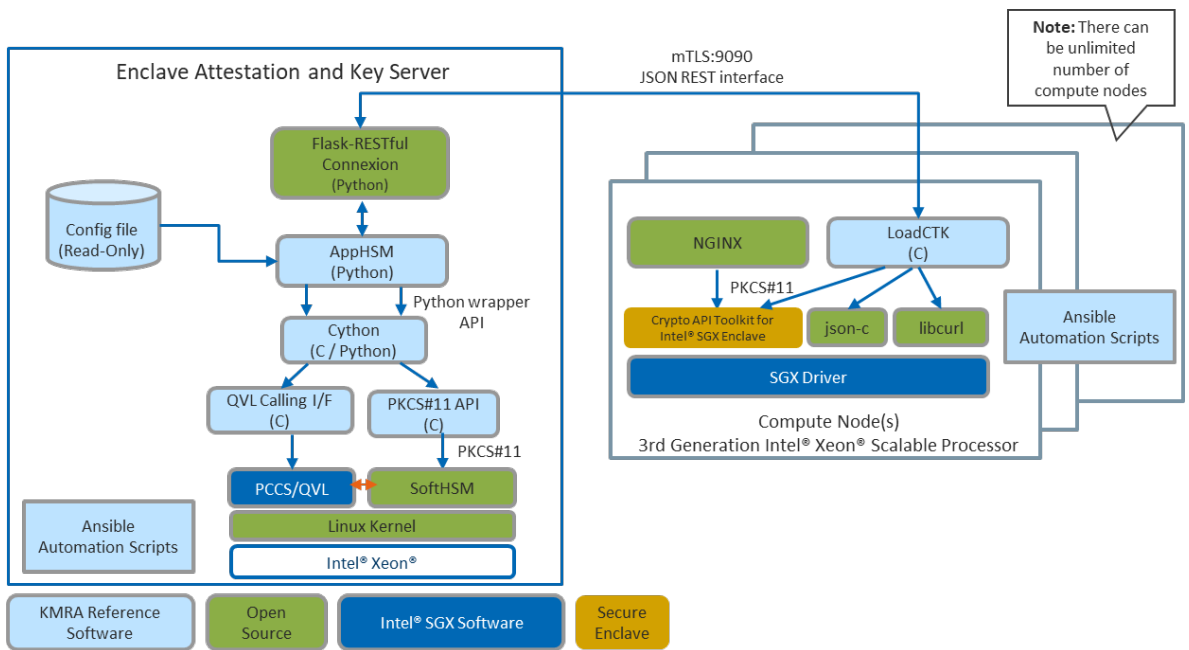 Note: There can
be unlimited
number of
compute nodes
Enclave Attestation and Key Server
mTLS:9090
JSON REST interface
Flask-RESTful
Connexion
(Python)
Config file
(Read-Only)
AppHSM
(Python)
Python wrapper
API
Cython
(C / Python)
QVL Calling I/F
(C)
PKCS#11 API
(C)
PKCS#11
PCCS/QVL
SoftHSM
Linux Kernel
Intel® Xeon®
Ansible
Automation Scripts
NGINX
LoadCTK
(C)
PKCS#11
Crypto API Toolkit for
Intel® SGX Enclave
json-c
libcurl
SGX Driver
Compute Node(s)
3rd Generation Intel® Xeon® Scalable Processor
Ansible
Automation Scripts
KMRA Reference
Software
Open
Source
Intel® SGX Software
Secure
Enclave